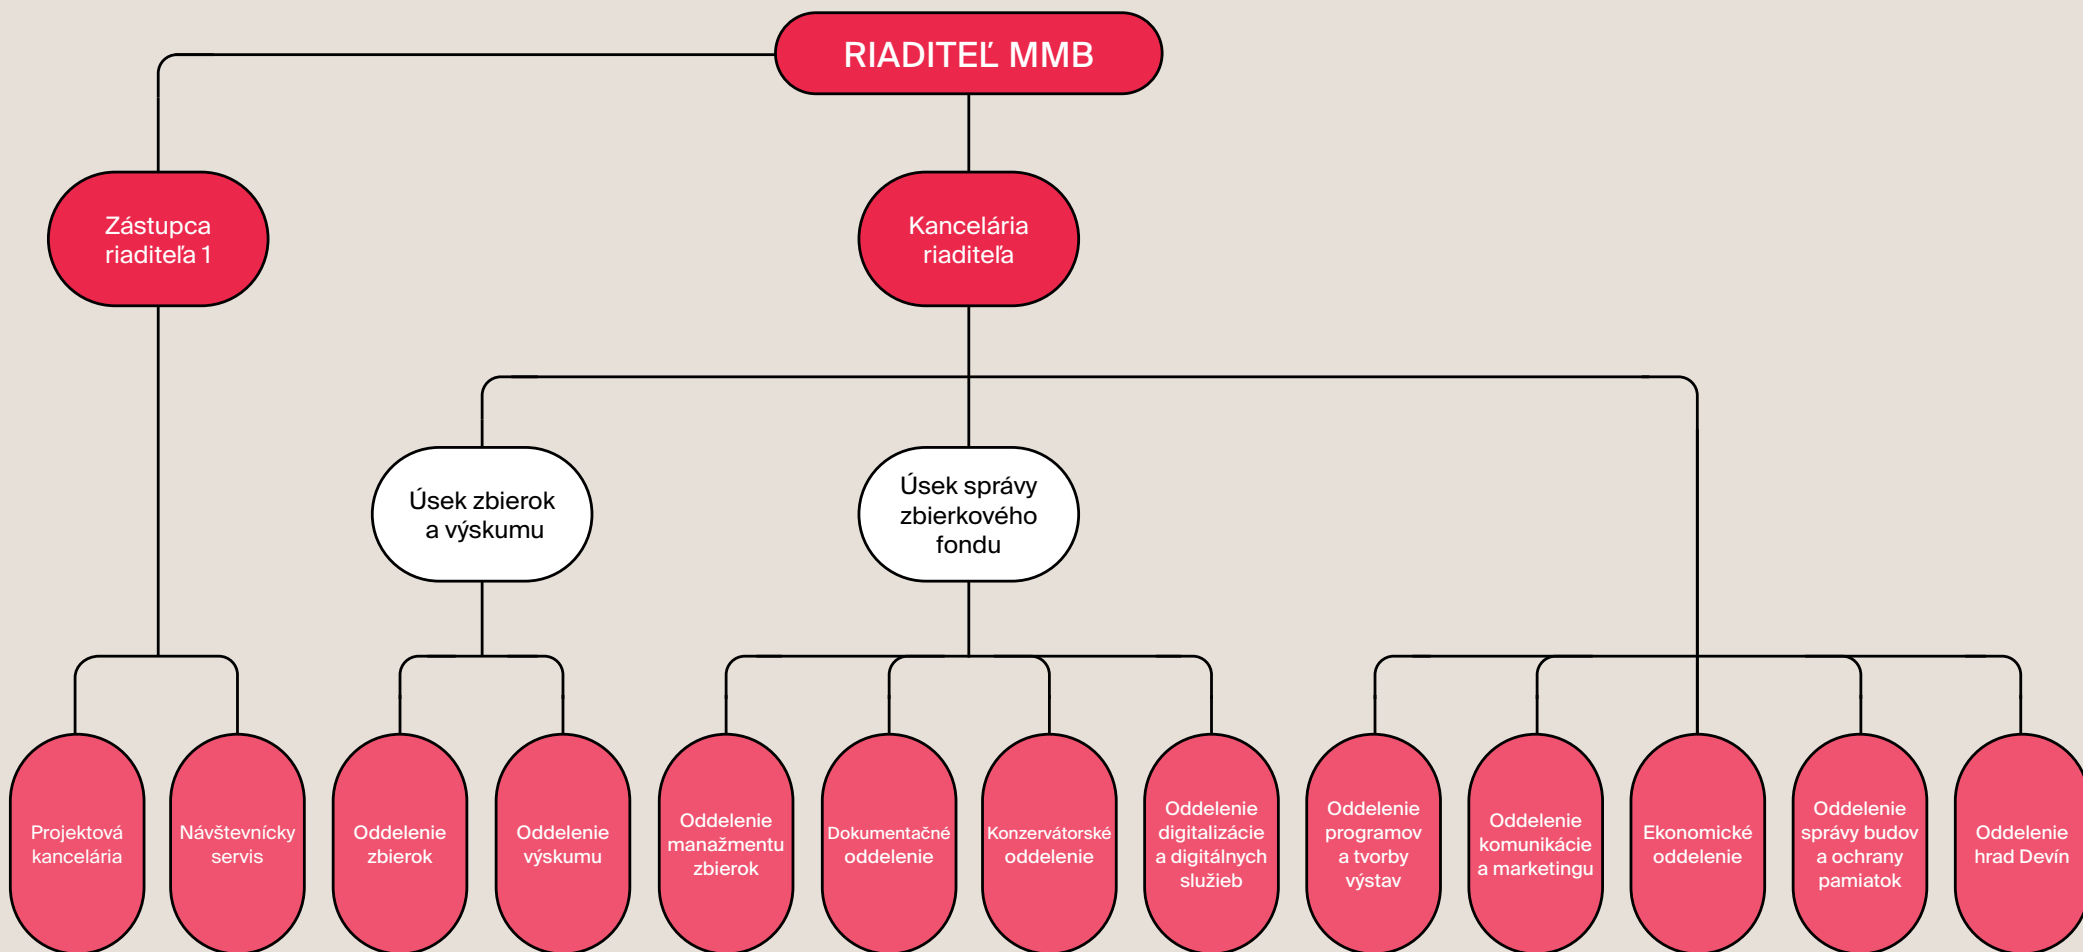 RIADITEĽ MMB
Zástupca
riaditeľa 1
Kancelária
riaditeľa
Úsek zbierok
a výskumu
Úsek správy
zbierkového
fondu
Projektová
kancelária
Návštevnícky
servis
Oddelenie
zbierok
Oddelenie
výskumu
Oddelenie
manažmentu
zbierok
Dokumentačné
oddelenie
Konzervátorské
oddelenie
Oddelenie
digitalizácie
a digitálnych
služieb
Oddelenie
programov
a tvorby
výstav
Oddelenie
komunikácie
a marketingu
Ekonomické
oddelenie
Oddelenie
správy budov
a ochrany
pamiatok
Oddelenie
hrad Devín